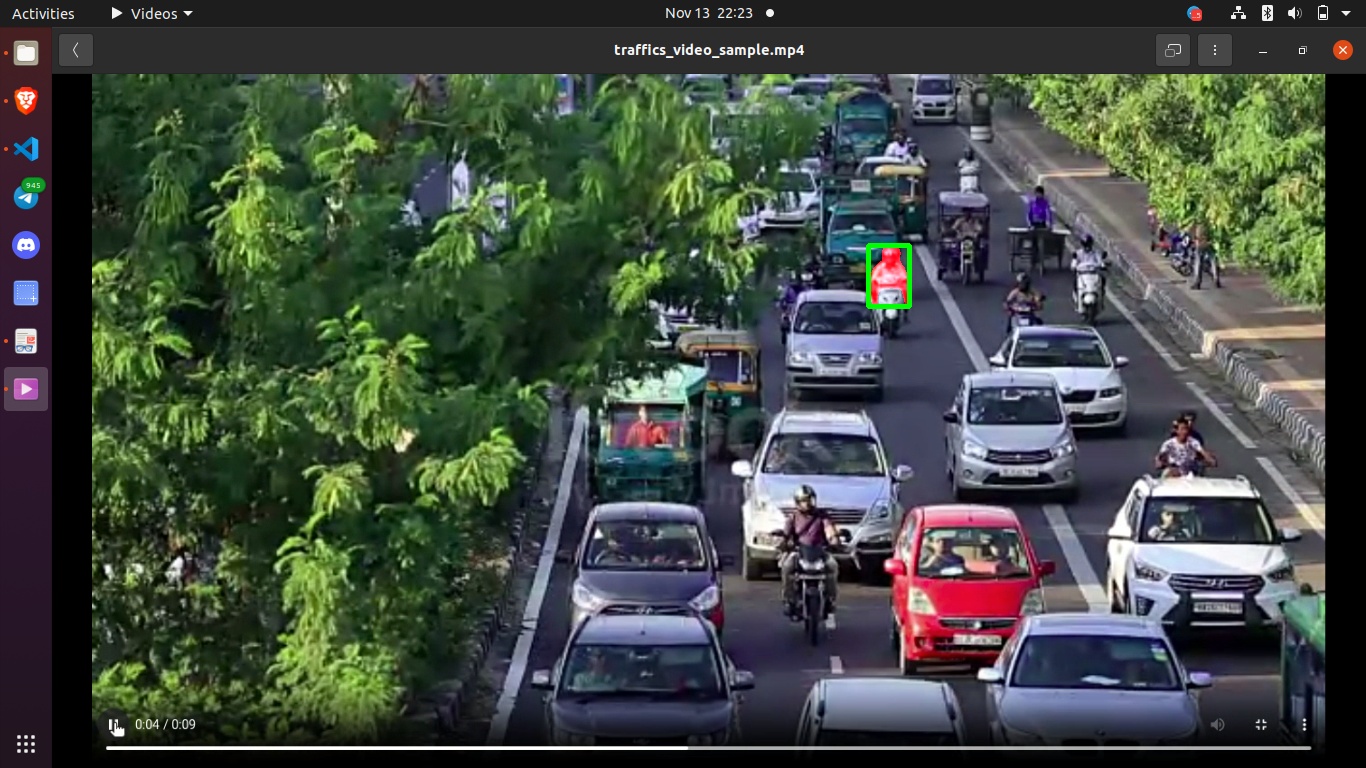 Activities
Videos
Nov 13 22:23
traffics_video_sample.mp4
945
0:04 / 0:09